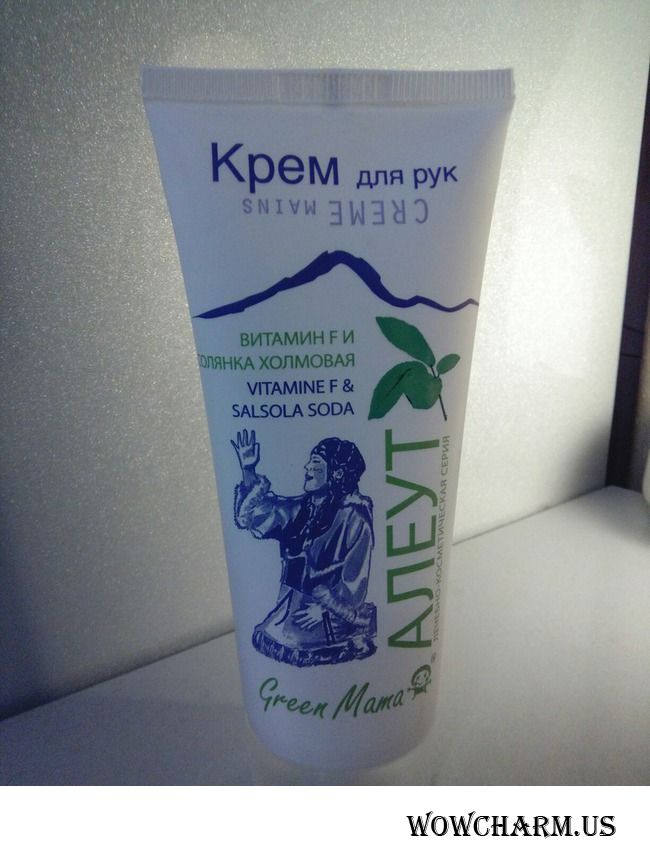 Крем для рук
CREME MAINS
ВИТАМИН F И
СОЛЯНКА ХОЛМОВАЯ
VITAMINE F &
SALSOLA SODA
АЛЕУТ
ЛЕЧЕБНО-КОСМЕТИЧЕСКАЯ СЕРИЯ
Green Mama
®
WOWCHARM.US